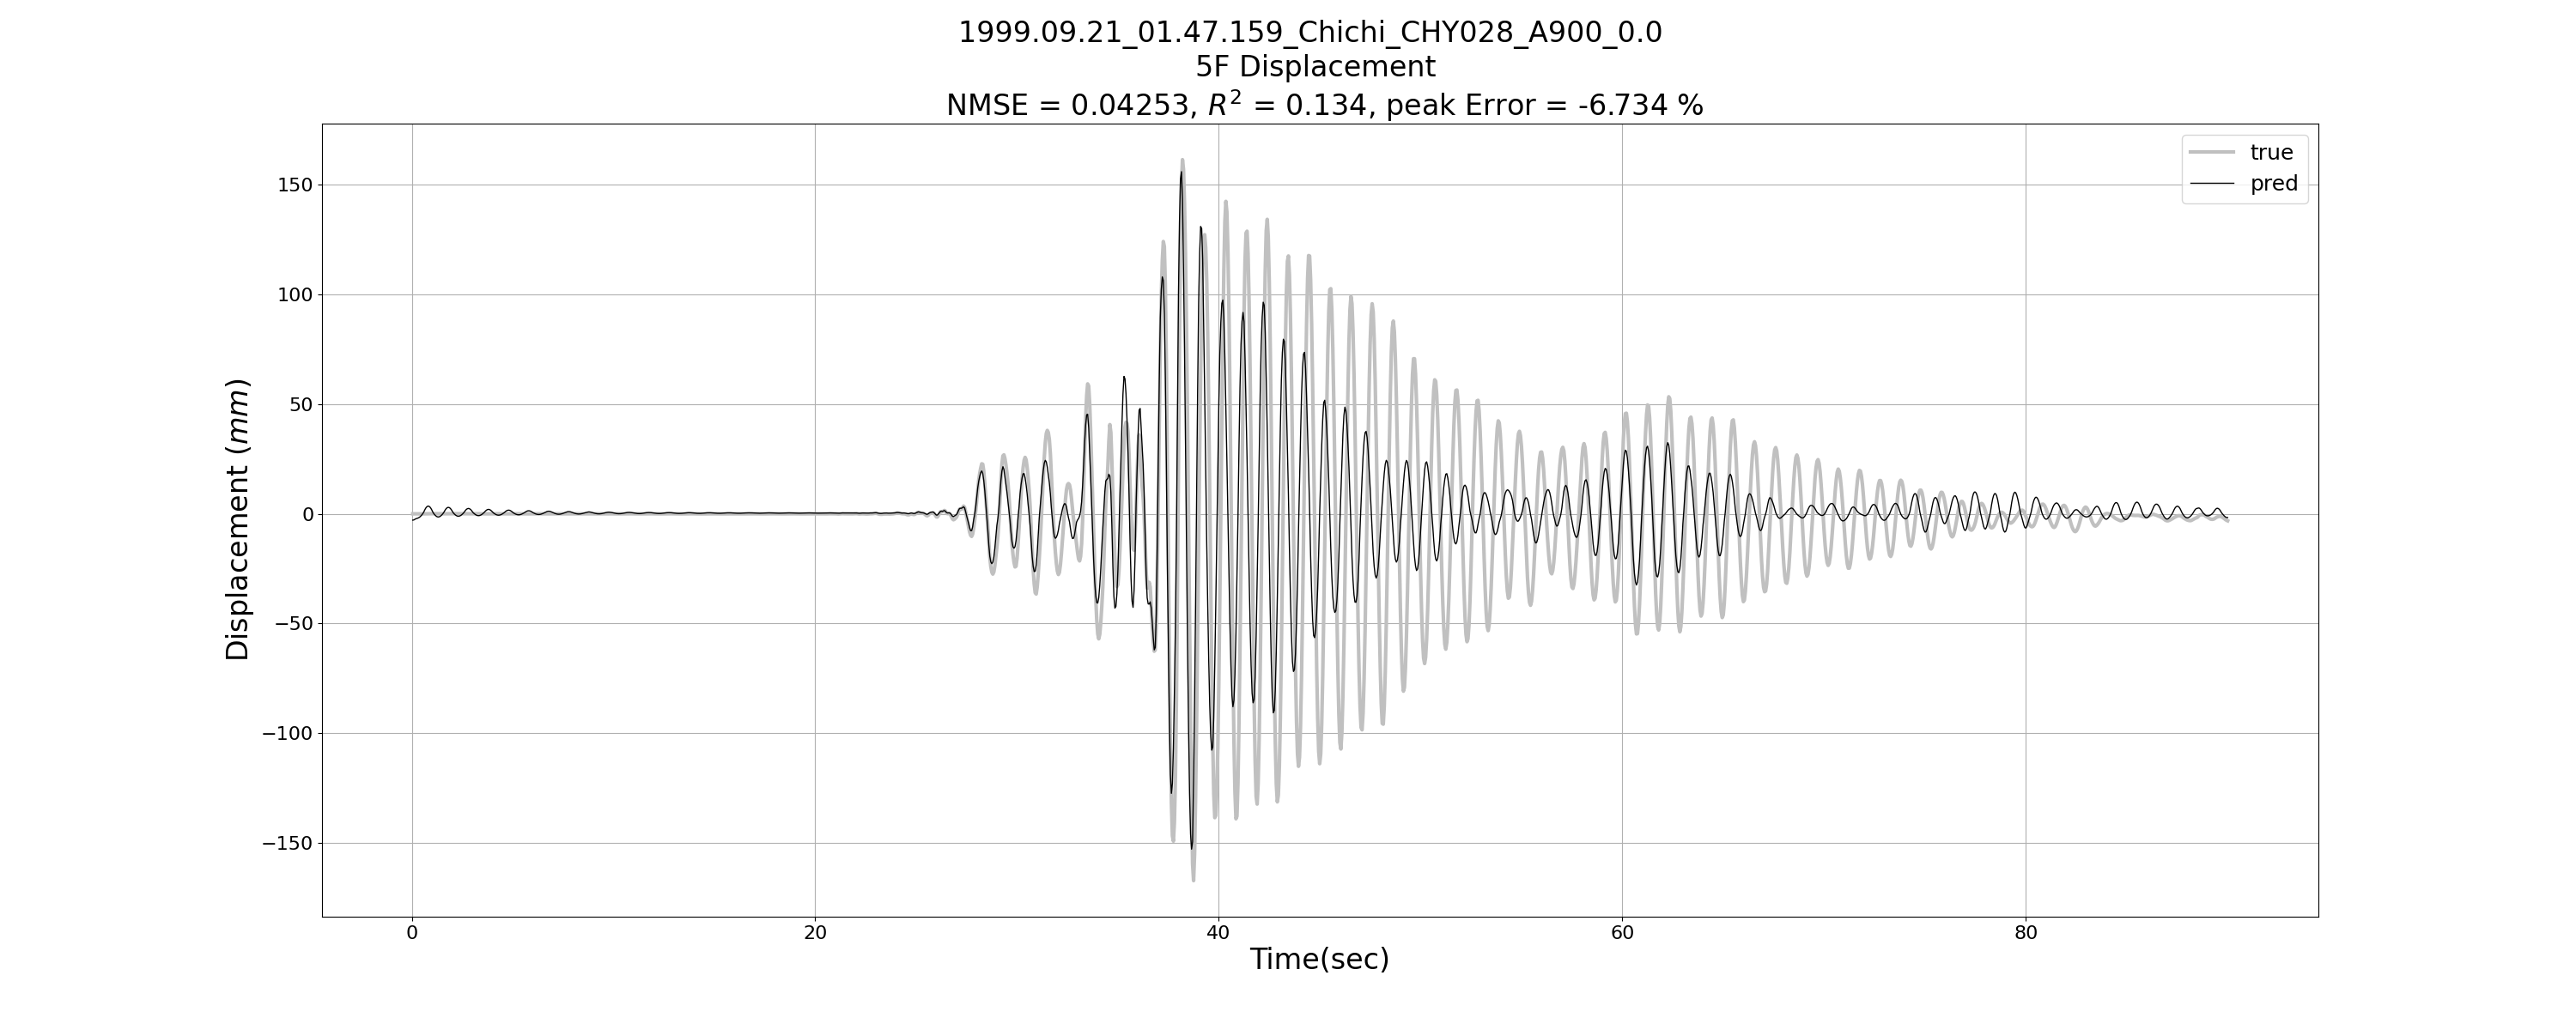 1999.09.21_01.47.159_Chichi_CHY028_A900_0.0
5F Displacement
NMSE = 0.04253, R² = 0.134, peak Error = -6.734 %
true
pred
150
100
50
0
−50
−100
−150
Displacement (mm)
0 20 40 60 80
Time(sec)